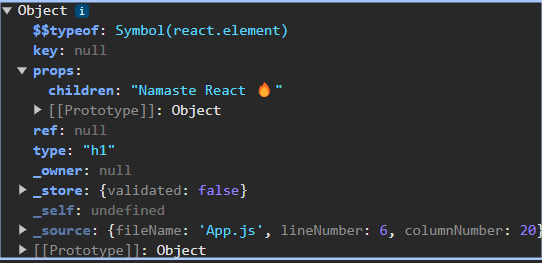 ▼ Object i
$$typeof: Symbol(react.element)
key: null
▼ props:
children: "Namaste React 🔥"
▶ [[Prototype]]: Object
ref: null
type: "h1"
_owner: null
▶ _store: {validated: false}
_self: undefined
▶ _source: {fileName: 'App.js', lineNumber: 6, columnNumber: 20}
▶ [[Prototype]]: Object